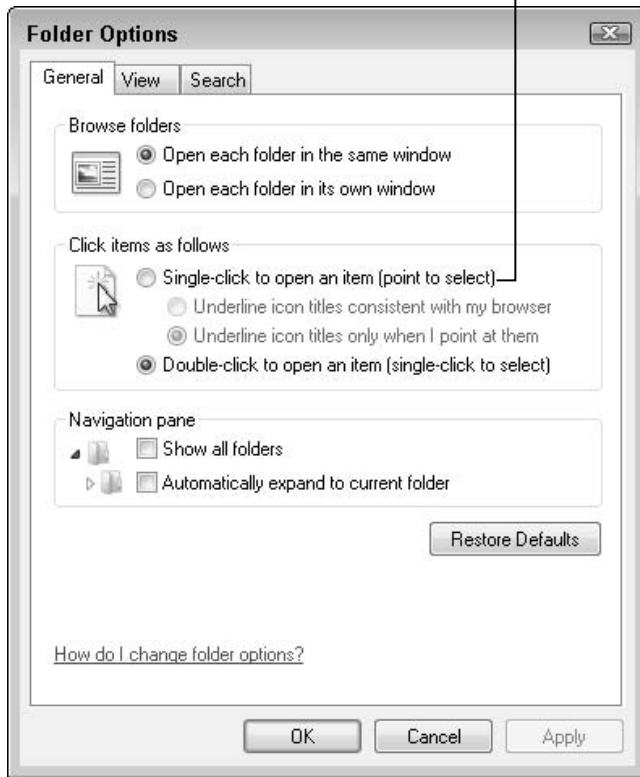 Folder Options
General View Search
Browse folders
Open each folder in the same window
Open each folder in its own window
Click items as follows
Single-click to open an item (point to select)
Underline icon titles consistent with my browser
Underline icon titles only when I point at them
Double-click to open an item (single-click to select)
Navigation pane
Show all folders
Automatically expand to current folder
Restore Defaults
How do I change folder options?
OK Cancel Apply